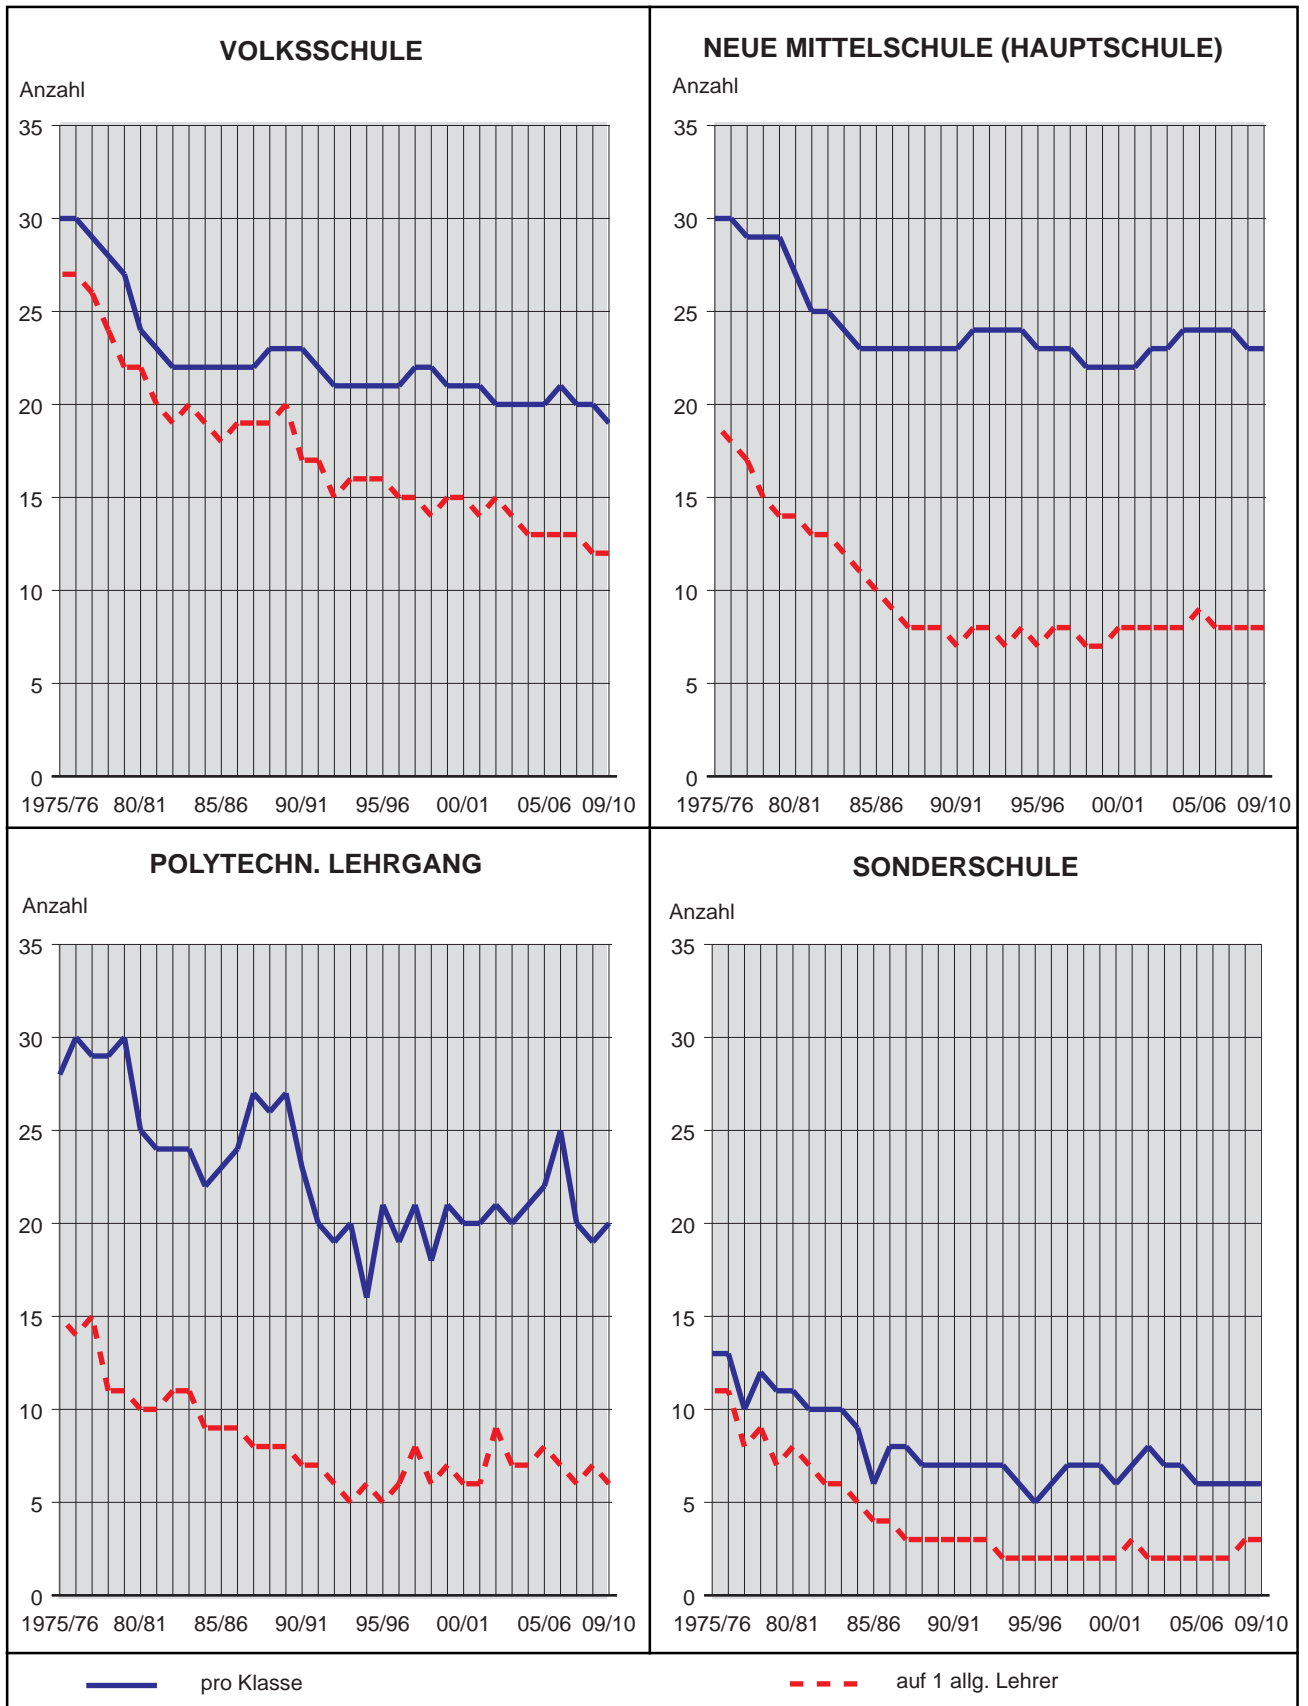 VOLKSSCHULE
Anzahl
35
30
25
20
15
10
5
0
1975/76 80/81 85/86 90/91 95/96 00/01 05/06 09/10
NEUE MITTELSCHULE (HAUPTSCHULE)
Anzahl
35
30
25
20
15
10
5
0
1975/76 80/81 85/86 90/91 95/96 00/01 05/06 09/10
POLYTECHN. LEHRGANG
Anzahl
35
30
25
20
15
10
5
0
1975/76 80/81 85/86 90/91 95/96 00/01 05/06 09/10
SONDERSCHULE
Anzahl
35
30
25
20
15
10
5
0
1975/76 80/81 85/86 90/91 95/96 00/01 05/06 09/10
pro Klasse
auf 1 allg. Lehrer